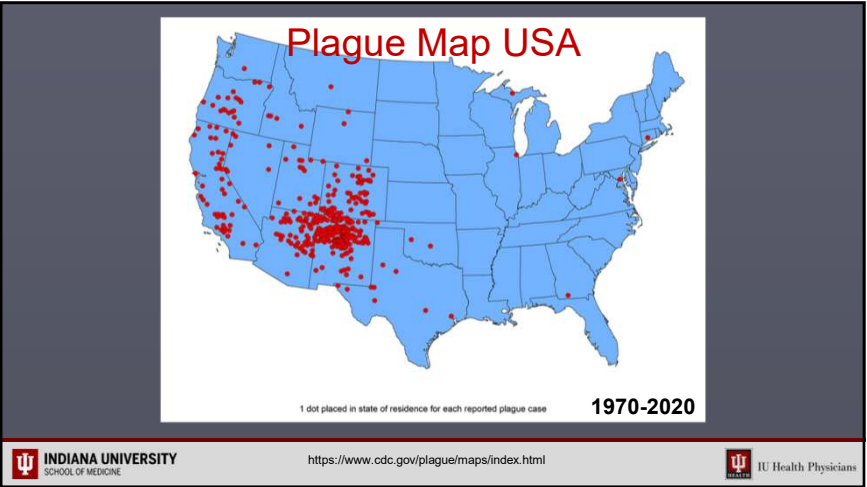 Plague Map USA
1 dot placed in state of residence for each reported plague case
1970-2020
INDIANA UNIVERSITY
SCHOOL OF MEDICINE
https://www.cdc.gov/plague/maps/index.html
HEALTH
IU Health Physicians